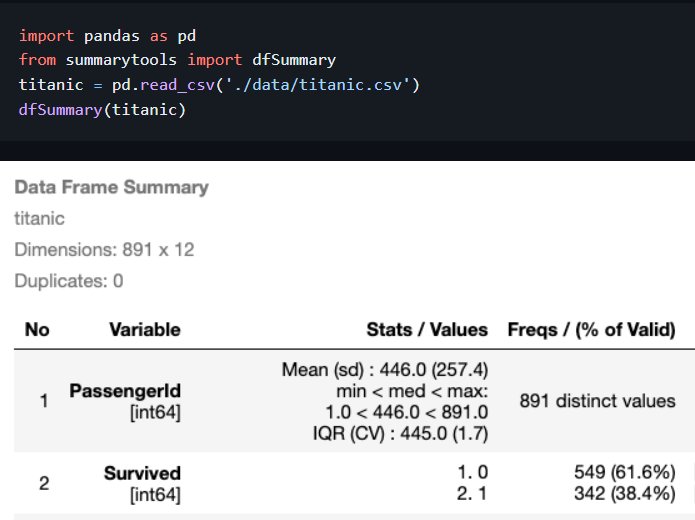 import pandas as pd
from summarytools import dfSummary
titanic = pd.read_csv('./data/titanic.csv')
dfSummary(titanic)
Data Frame Summary
titanic
Dimensions: 891 x 12
Duplicates: 0
No Variable Stats / Values Freqs / (% of Valid)
1 PassengerId [int64] Mean (sd) : 446.0 (257.4)
min < med < max:
1.0 < 446.0 < 891.0
IQR (CV) : 445.0 (1.7)
891 distinct values
2 Survived [int64] 1. 0 549 (61.6%)
2. 1 342 (38.4%)